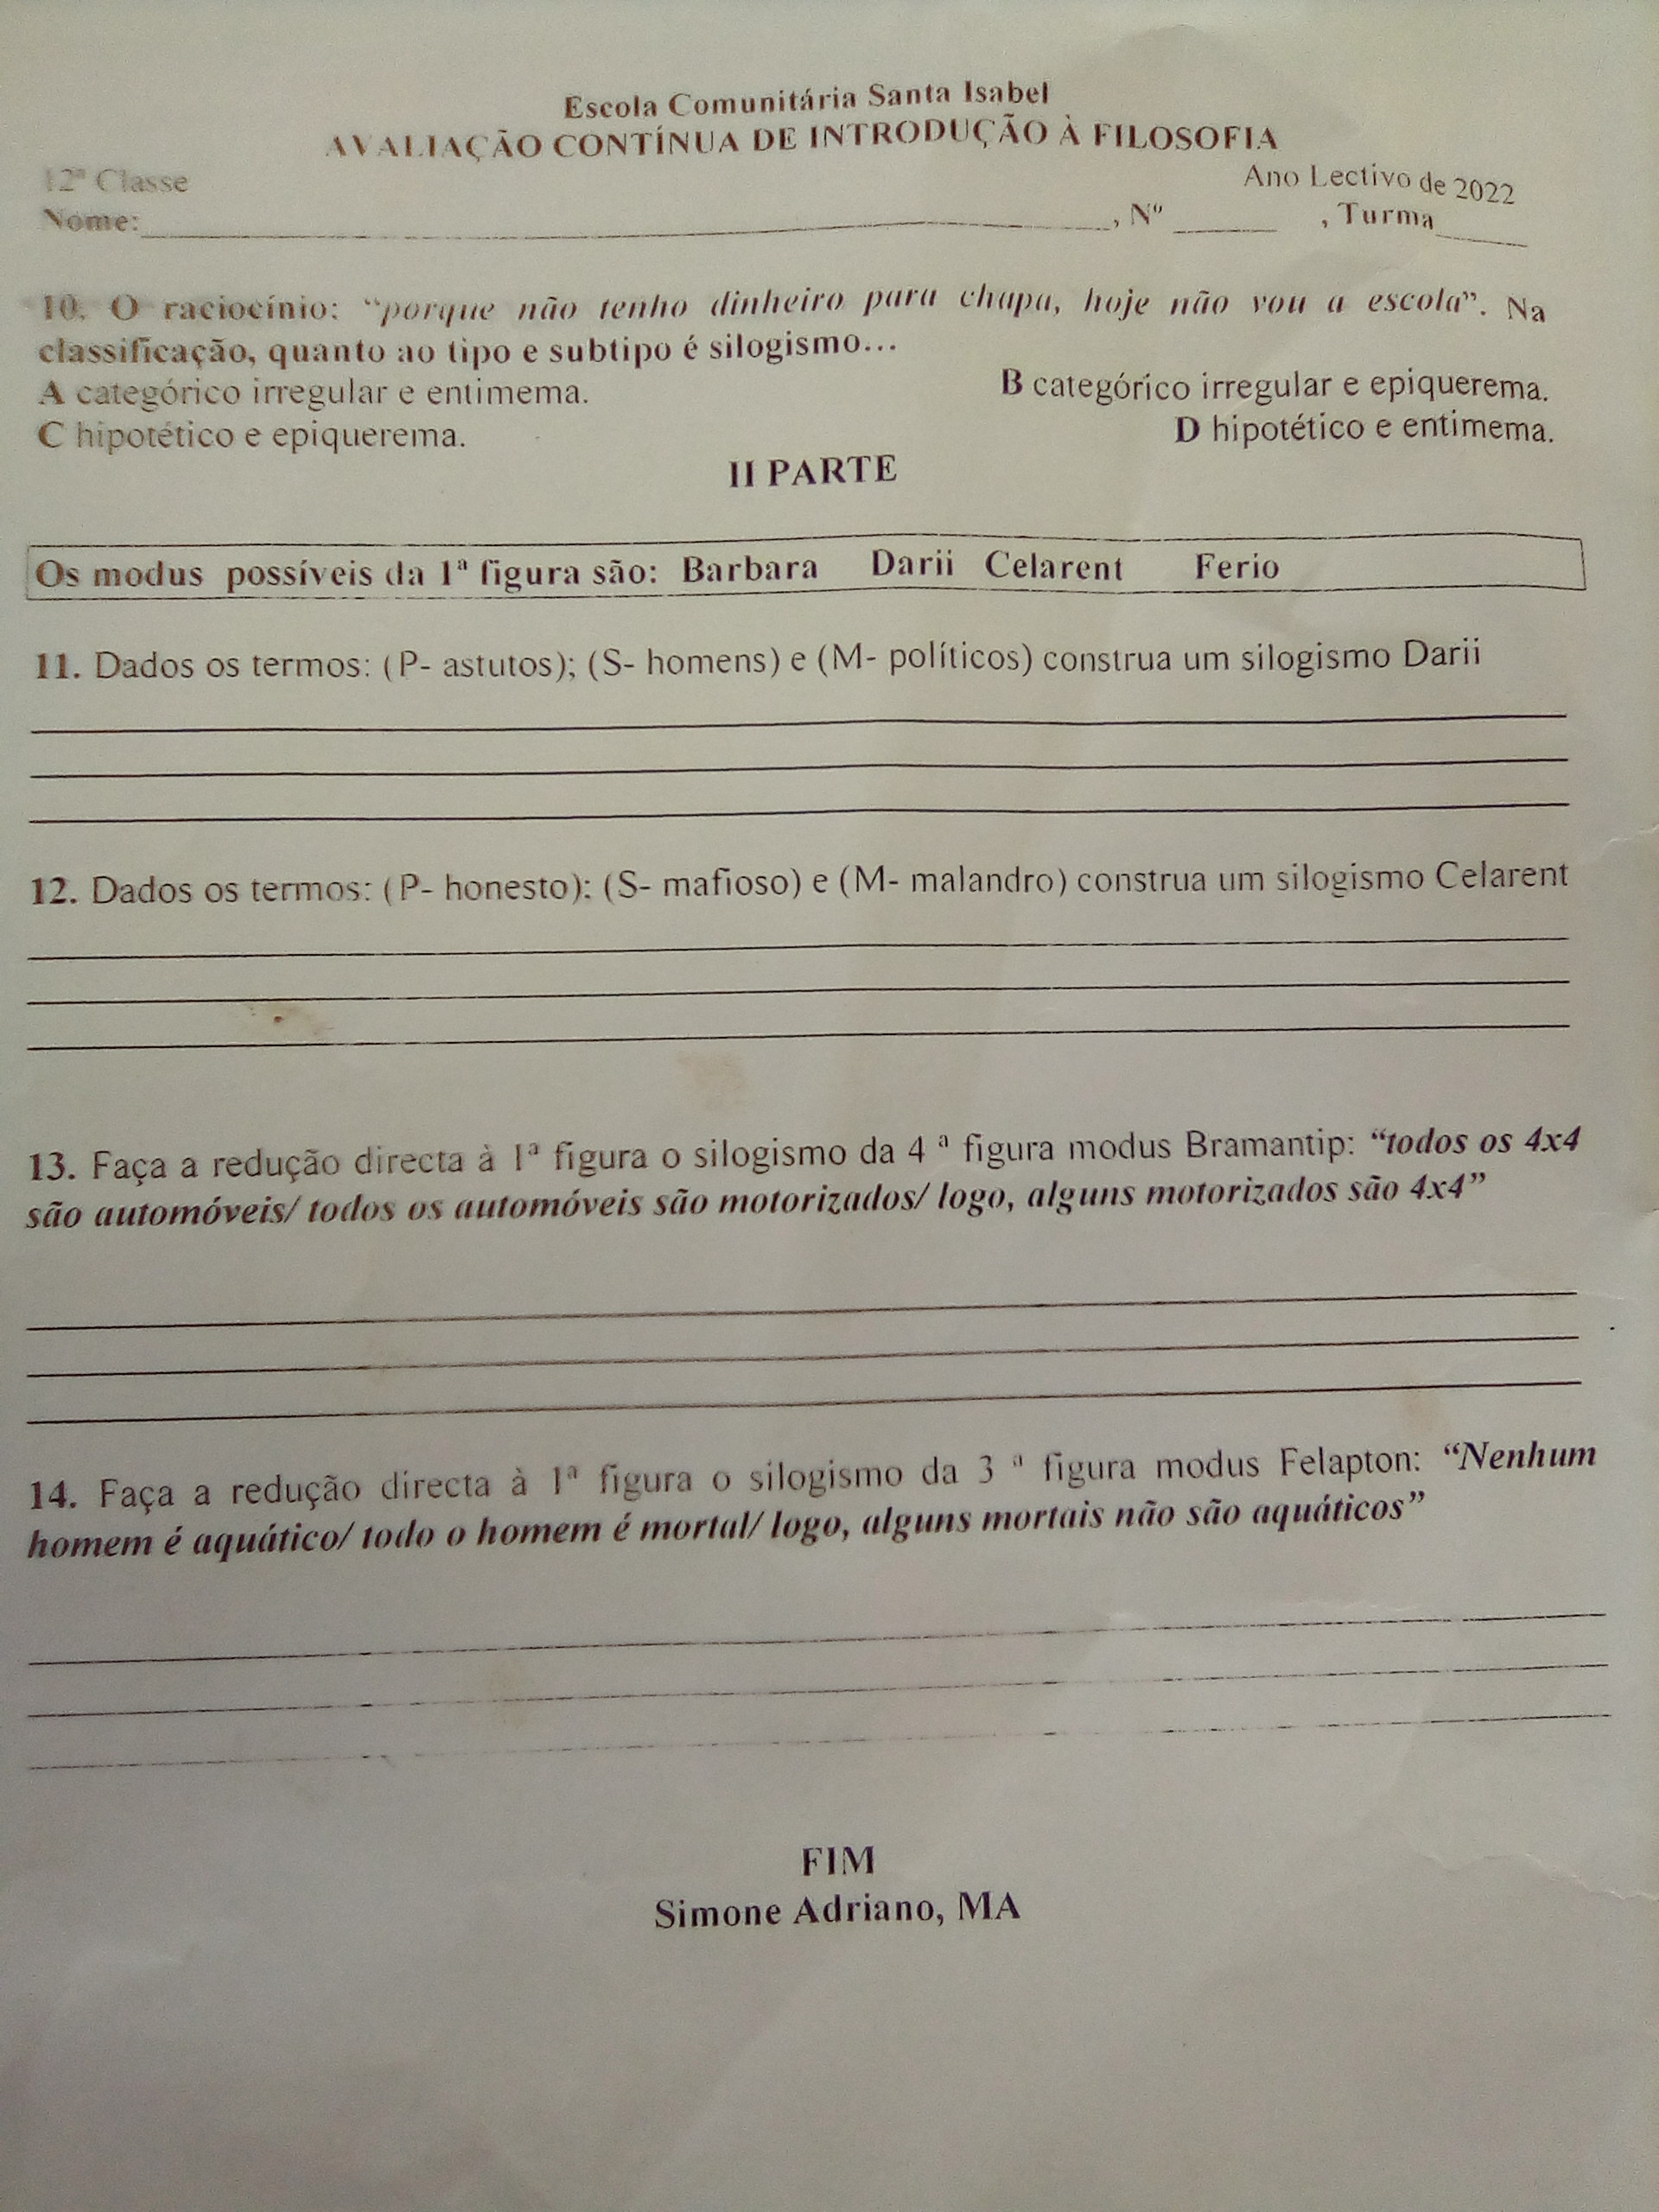 Escola Comunitária Santa Isabel
AVALIAÇÃO CONTÍNUA DE INTRODUÇÃO À FILOSOFIA
12ª Classe Ano Lectivo de 2022
Nome:____________________, Nº ______ , Turma______
10. O raciocínio: “porque não tenho dinheiro para chapa, hoje não vou a escola”. Na
classificação, quanto ao tipo e subtipo é silogismo...
A categórico irregular e entimema. B categórico irregular e epiquerema.
C hipotético e epiquerema. D hipotético e entimema.
II PARTE
Os modus possíveis da 1ª figura são: Barbara Darii Celarent Ferio
11. Dados os termos: (P- astutos); (S- homens) e (M- políticos) construa um silogismo Darii
12. Dados os termos: (P- honesto); (S- mafioso) e (M- malandro) construa um silogismo Celarent
13. Faça a redução directa à 1ª figura o silogismo da 4 ª figura modus Bramantip: “todos os 4x4
são automóveis/ todos os automóveis são motorizados/ logo, alguns motorizados são 4x4”
14. Faça a redução directa à 1ª figura o silogismo da 3 ª figura modus Felapton: “Nenhum
homem é aquático/ todo o homem é mortal/ logo, alguns mortais não são aquáticos”
FIM
Simone Adriano, MA